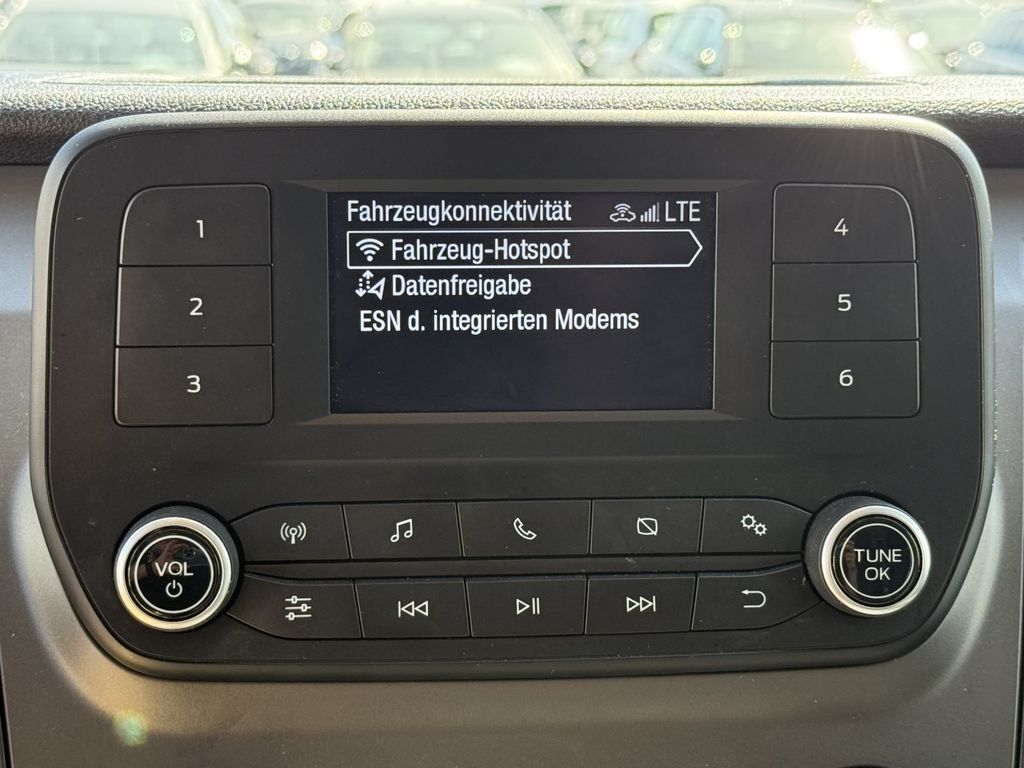 Fahrzeugkonnektivität LTE
Fahrzeug-Hotspot
Datenfreigabe
ESN d. integrierten Modems
1
2
3
4
5
6
VOL
TUNE
OK